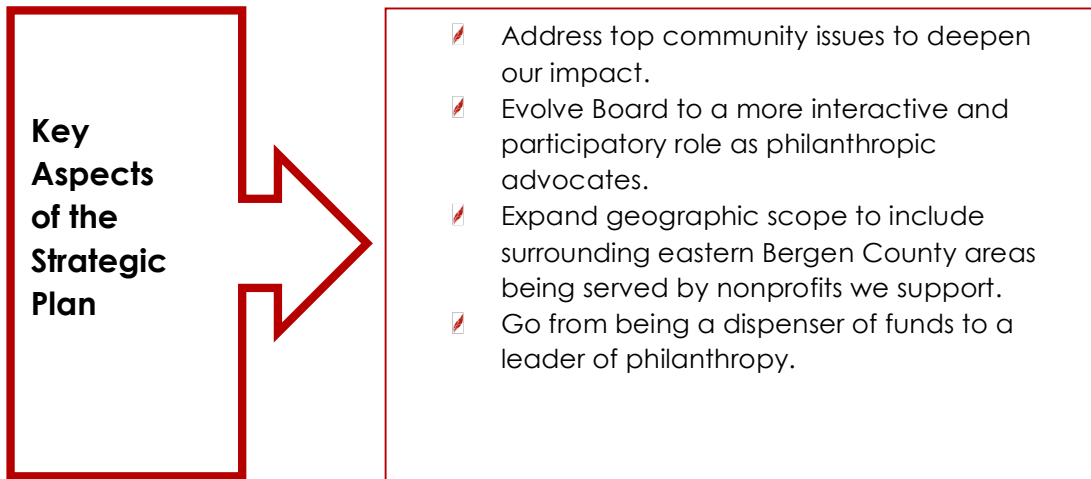 Key
Aspects
of the
Strategic
Plan
Address top community issues to deepen
our impact.
Evolve Board to a more interactive and
participatory role as philanthropic
advocates.
Expand geographic scope to include
surrounding eastern Bergen County areas
being served by nonprofits we support.
Go from being a dispenser of funds to a
leader of philanthropy.